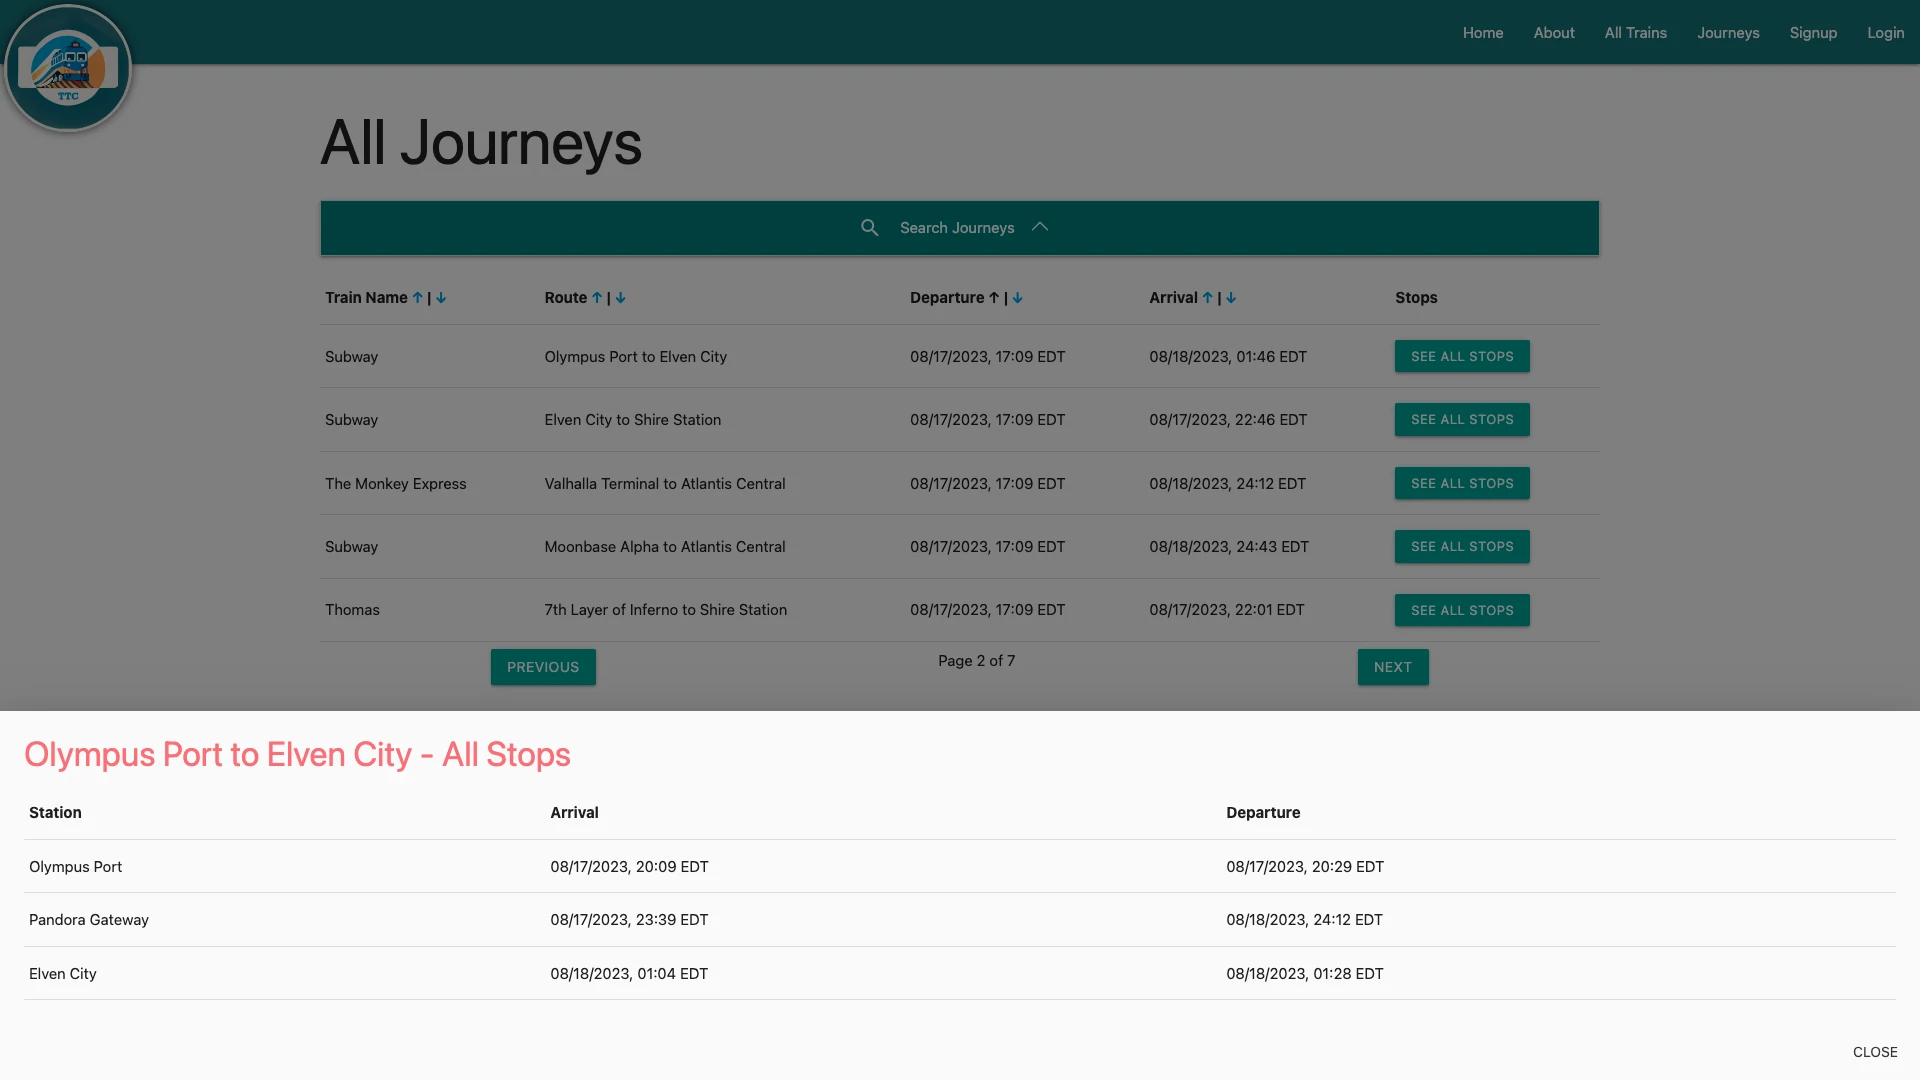 Home About All Trains Journeys Signup Login
TTC
All Journeys
Search Journeys
Train Name ↑ | ↓ Route ↑ | ↓ Departure ↑ | ↓ Arrival ↑ | ↓ Stops
Subway Olympus Port to Elven City 08/17/2023, 17:09 EDT 08/18/2023, 01:46 EDT SEE ALL STOPS
Subway Elven City to Shire Station 08/17/2023, 17:09 EDT 08/17/2023, 22:46 EDT SEE ALL STOPS
The Monkey Express Valhalla Terminal to Atlantis Central 08/17/2023, 17:09 EDT 08/18/2023, 24:12 EDT SEE ALL STOPS
Subway Moonbase Alpha to Atlantis Central 08/17/2023, 17:09 EDT 08/18/2023, 24:43 EDT SEE ALL STOPS
Thomas 7th Layer of Inferno to Shire Station 08/17/2023, 17:09 EDT 08/17/2023, 22:01 EDT SEE ALL STOPS
PREVIOUS Page 2 of 7 NEXT
Olympus Port to Elven City - All Stops
Station Arrival Departure
Olympus Port 08/17/2023, 20:09 EDT 08/17/2023, 20:29 EDT
Pandora Gateway 08/17/2023, 23:39 EDT 08/18/2023, 24:12 EDT
Elven City 08/18/2023, 01:04 EDT 08/18/2023, 01:28 EDT
CLOSE